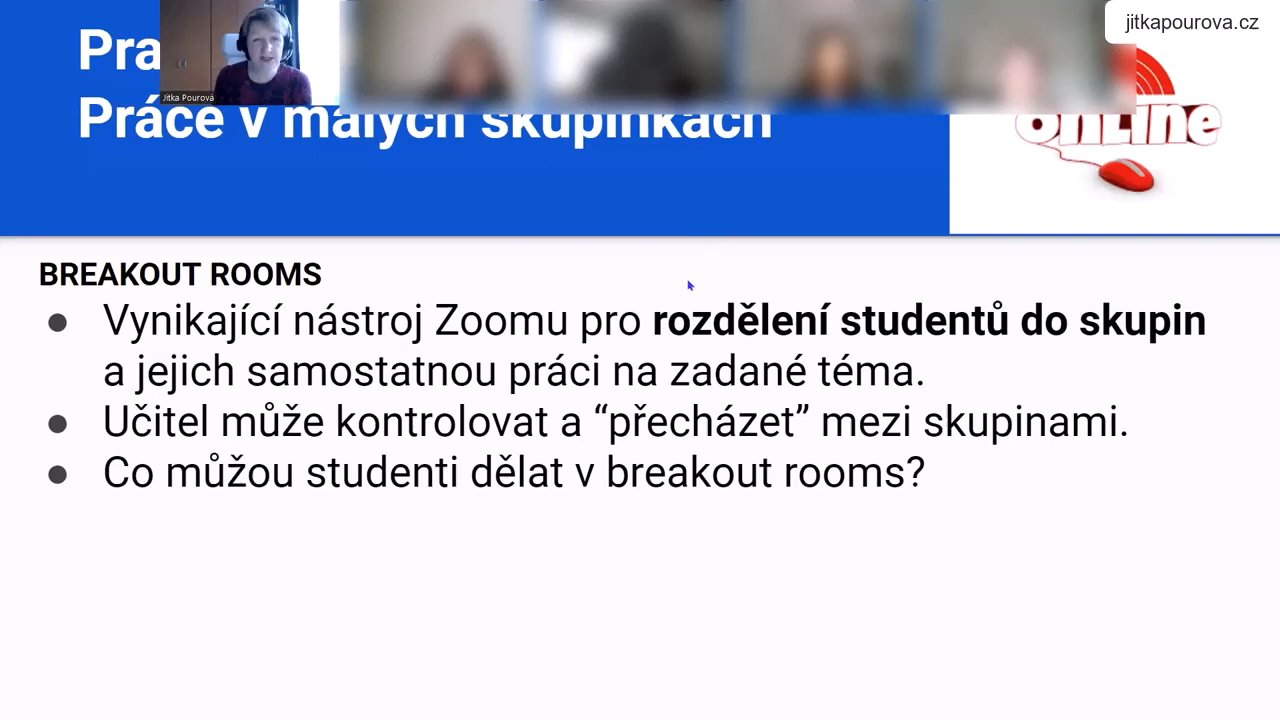 jitkapourova.cz
Pra
Jitka Pourová
Práce v malých skupinkách
onLine
BREAKOUT ROOMS
● Vynikající nástroj Zoomu pro rozdělení studentů do skupin
a jejich samostatnou práci na zadané téma.
● Učitel může kontrolovat a “přecházet” mezi skupinami.
● Co můžou studenti dělat v breakout rooms?